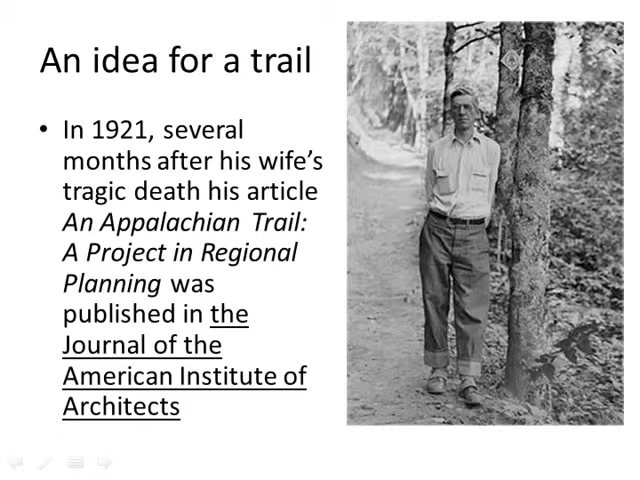 An idea for a trail
• In 1921, several
months after his wife’s
tragic death his article
An Appalachian Trail:
A Project in Regional
Planning was
published in the
Journal of the
American Institute of
Architects